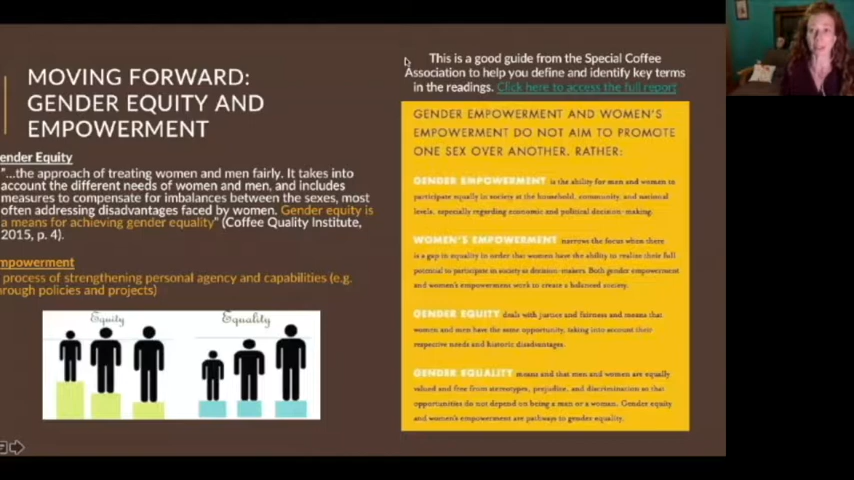 MOVING FORWARD:
GENDER EQUITY AND
EMPOWERMENT
ender Equity
"...the approach of treating women and men fairly. It takes into
account the different needs of women and men, and includes
measures to compensate for imbalances between the sexes, most
often addressing disadvantages faced by women. Gender equity is
a means for achieving gender equality" (Coffee Quality Institute,
2015, p. 4).
mpowerment
process of strengthening personal agency and capabilities (e.g.
hrough policies and projects)
Equity
Equality
This is a good guide from the Special Coffee
Association to help you define and identify key terms
in the readings. Click here to access the full report
GENDER EMPOWERMENT AND WOMEN'S
EMPOWERMENT DO NOT AIM TO PROMOTE
ONE SEX OVER ANOTHER. RATHER:
GENDER EMPOWERMENT is the ability for men and women to
participate equally in society at the household, community, and national
levels, especially regarding economic and political decision-making.
WOMEN'S EMPOWERMENT narrows the focus when there
is a gap in equality in order that women have the ability to realize their full
potential to participate in society as decision-makers. Both gender empowerment
and women's empowerment work to create a balanced society.
GENDER EQUITY deals with justice and fairness and means that
women and men have the same opportunity, taking into account their
respective needs and historic disadvantages.
GENDER EQUALITY means and that men and women are equally
valued and free from stereotypes, prejudice, and discrimination so that
opportunities do not depend on being a man or a woman. Gender equity
and women's empowerment are pathways to gender equality.